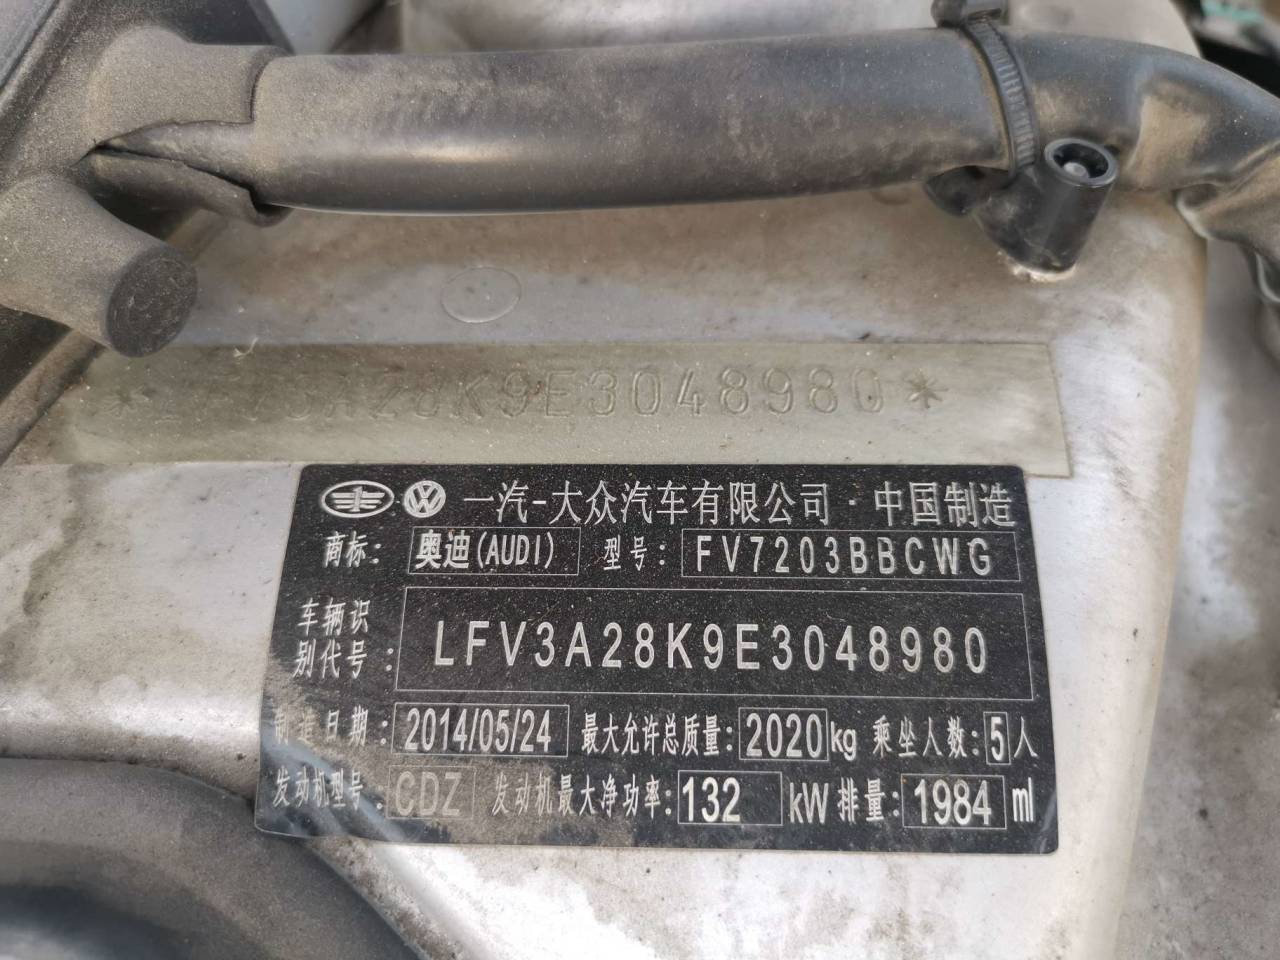 *LFV3A28K9E3048980*
一汽-大众汽车有限公司·中国制造
商标: 奥迪(AUDI) 型号: FV7203BBCWG
车辆识别代号: LFV3A28K9E3048980
制造日期: 2014/05/24 最大允许总质量: 2020kg 乘坐人数: 5人
发动机型号: CDZ 发动机最大净功率: 132 kW 排量: 1984 ml